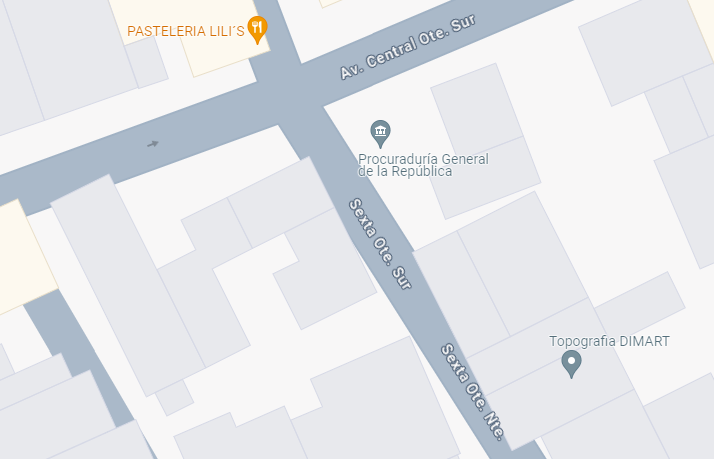 PASTELERIA LILI´S
Av. Central Ote. Sur
Procuraduría General
de la República
Sexta Ote. Sur
Topografia DIMART
Sexta Ote. Nte.